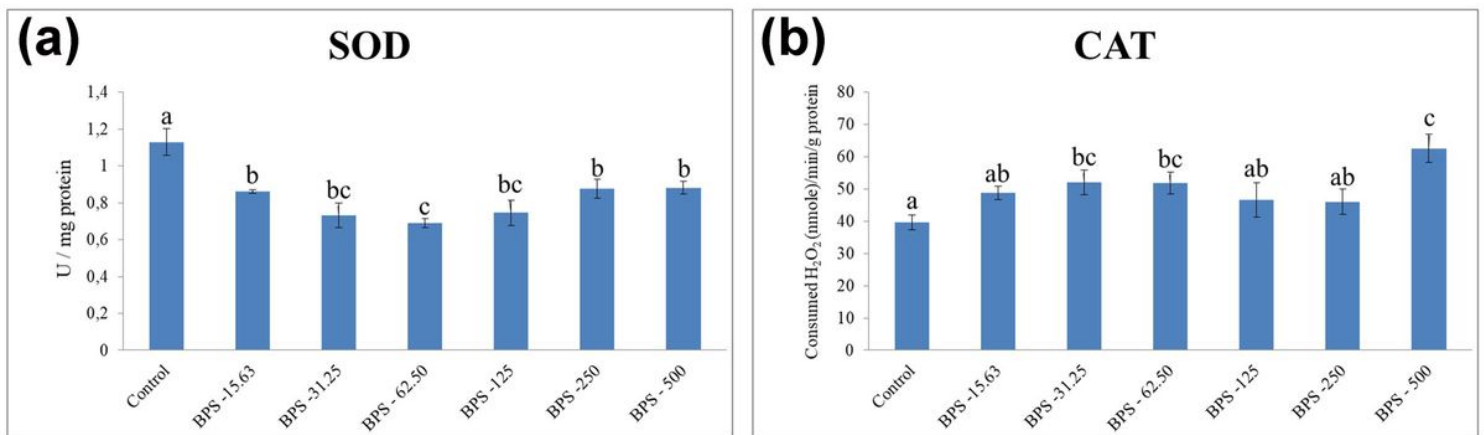 (a)
SOD
U / mg protein
1,4
1,2
1
0,8
0,6
0,4
0,2
0
a
b
bc
c
bc
b
b
Control
BPS -15.63
BPS -31.25
BPS - 62.50
BPS -125
BPS -250
BPS - 500
(b)
CAT
Consumed H₂O₂ (nmole)/min/g protein
80
70
60
50
40
30
20
10
0
a
ab
bc
bc
ab
ab
c
Control
BPS -15.63
BPS -31.25
BPS - 62.50
BPS -125
BPS -250
BPS - 500